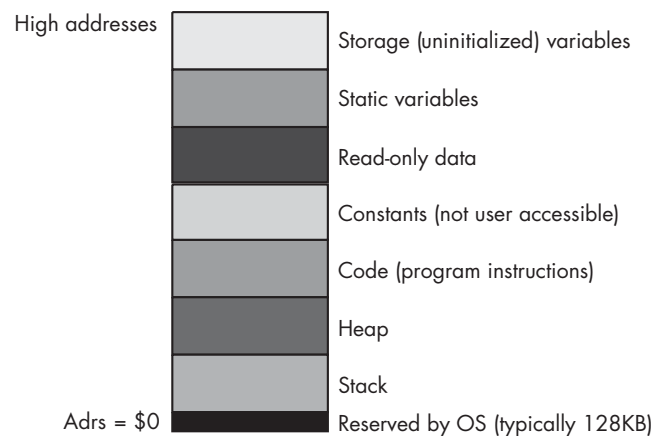 High addresses
Storage (uninitialized) variables
Static variables
Read-only data
Constants (not user accessible)
Code (program instructions)
Heap
Stack
Adrs = $0
Reserved by OS (typically 128KB)